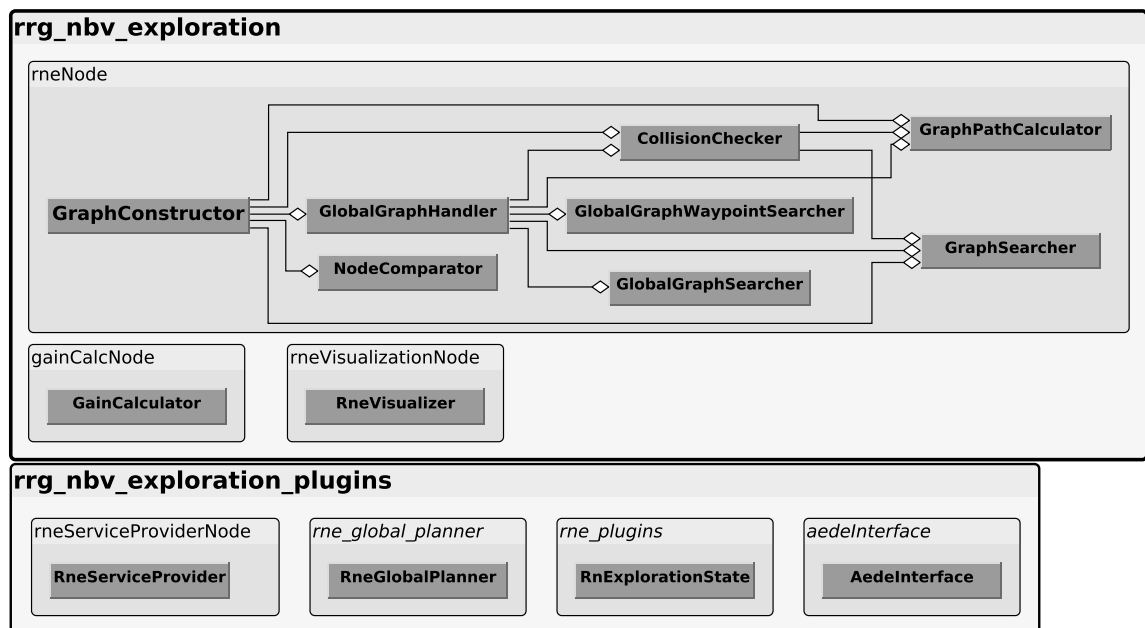 rrg_nbv_exploration
rneNode
GraphPathCalculator
CollisionChecker
GraphConstructor
GlobalGraphHandler
GlobalGraphWaypointSearcher
GraphSearcher
NodeComparator
GlobalGraphSearcher
gainCalcNode
rneVisualizationNode
GainCalculator
RneVisualizer
rrg_nbv_exploration_plugins
rneServiceProviderNode
rne_global_planner
rne_plugins
aedeInterface
RneServiceProvider
RneGlobalPlanner
RnExplorationState
AedeInterface